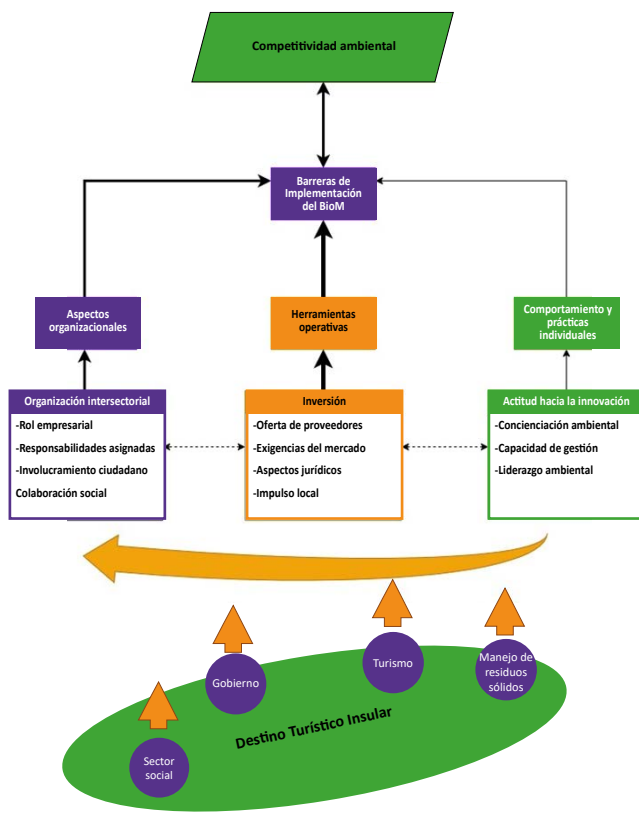 Competitividad ambiental
Barreras de
Implementación
del BioM
Aspectos
organizacionales
Herramientas
operativas
Comportamiento y
prácticas
individuales
Organización intersectorial
-Rol empresarial
-Responsabilidades asignadas
-Involucramiento ciudadano
Colaboración social
Inversión
-Oferta de proveedores
-Exigencias del mercado
-Aspectos jurídicos
-Impulso local
Actitud hacia la innovación
-Concienciación ambiental
-Capacidad de gestión
-Liderazgo ambiental
Gobierno
Turismo
Manejo de
residuos
sólidos
Destino Turístico Insular
Sector
social